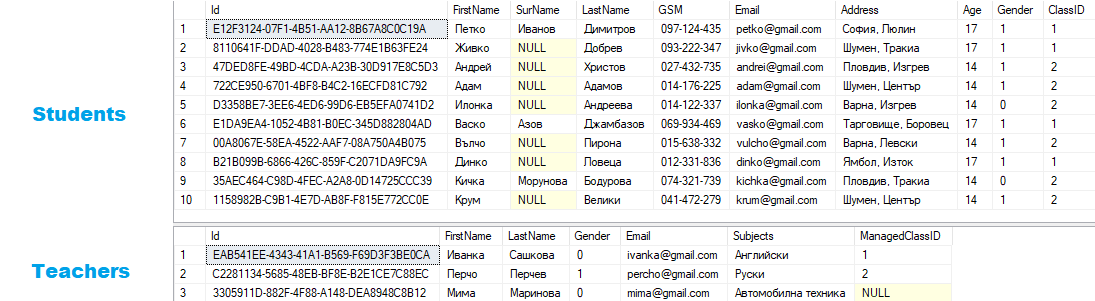 Id FirstName SurName LastName GSM Email Address Age Gender ClassID
1 E12F3124-07F1-4B51-AA12-8B67A8C0C19A Петко Иванов Димитров 097-124-435 petko@gmail.com София, Люлин 17 1 1
2 8110641F-DDAD-4028-B483-774E1B63FE24 Живко NULL Добрев 093-222-347 jivko@gmail.com Шумен, Тракиа 17 1 1
3 47DED8FE-49BD-4CDA-A23B-30D917E8C5D3 Андрей NULL Христов 027-432-735 andrei@gmail.com Пловдив, Изгрев 14 1 2
4 722CE950-6701-4BF8-B4C2-16ECFD81C792 Адам NULL Адамов 014-176-225 adam@gmail.com Шумен, Център 14 1 2
Students
5 D3358BE7-3EE6-4ED6-99D6-EB5EFA0741D2 Илонка NULL Андреева 014-122-337 ilonka@gmail.com Варна, Изгрев 14 0 2
6 E1DA9EA4-1052-4B81-B0EC-345D882804AD Васко Азов Джамбазов 069-934-469 vasko@gmail.com Тарговище, Боровец 17 1 1
7 00A8067E-58EA-4522-AAF7-08A750A4B075 Вълчо NULL Пирона 015-638-332 vulcho@gmail.com Варна, Левски 14 1 2
8 B21B099B-6866-426C-859F-C2071DA9FC9A Динко NULL Ловеца 012-331-836 dinko@gmail.com Ямбол, Изток 17 1 1
9 35AEC464-C98D-4FEC-A2A8-0D14725CCC39 Кичка Морунова Бодурова 074-321-739 kichka@gmail.com Пловдив, Тракиа 14 0 2
10 1158982B-C9B1-4E7D-AB8F-F815E772CC0E Крум NULL Велики 041-472-279 krum@gmail.com Шумен, Център 14 1 2
Id FirstName LastName Gender Email Subjects ManagedClassID
1 EAB541EE-4343-41A1-B569-F69D3F3BE0CA Иванка Сашкова 0 ivanka@gmail.com Английски 1
Teachers
2 C2281134-5685-48EB-BF8E-B2E1CE7C88EC Перчо Перчев 1 percho@gmail.com Руски 2
3 3305911D-882F-4F88-A148-DEA8948C8B12 Мима Маринова 0 mima@gmail.com Автомобилна техника NULL